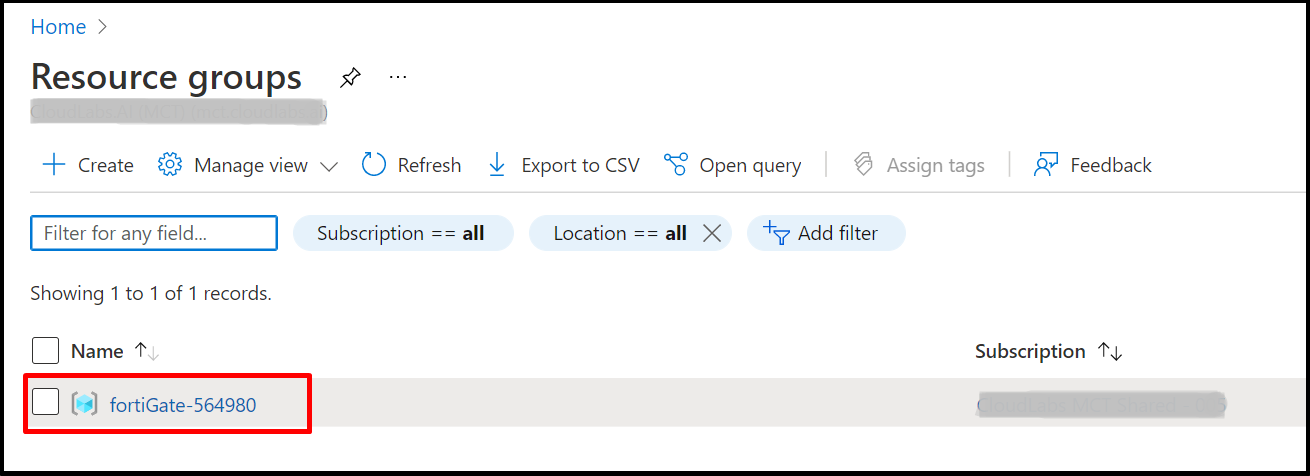 Home >
Resource groups ...
Create Manage view Refresh Export to CSV Open query Assign tags Feedback
Filter for any field... Subscription == all Location == all Add filter
Showing 1 to 1 of 1 records.
Name Subscription
fortiGate-564980